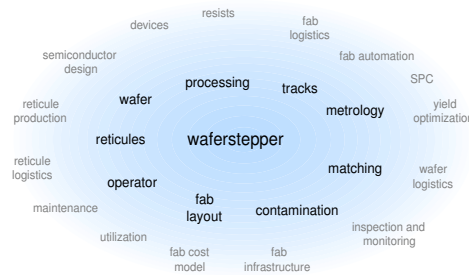 resists
devices
fab
logistics
semiconductor
design
fab automation
processing
tracks
SPC
wafer
metrology
reticule
production
yield
optimization
reticules
waferstepper
reticule
logistics
matching
wafer
logistics
operator
fab
layout
contamination
maintenance
utilization
inspection and
monitoring
fab cost
model
fab
infrastructure